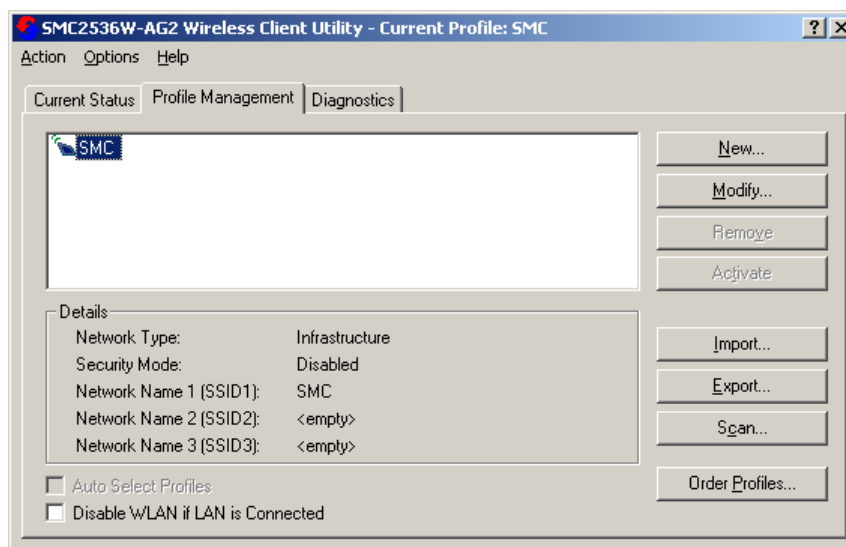 SMC2536W-AG2 Wireless Client Utility - Current Profile: SMC
Action Options Help
Current Status Profile Management Diagnostics
SMC
New...
Modify...
Remove
Activate
Details
Network Type: Infrastructure
Security Mode: Disabled
Network Name 1 (SSID1): SMC
Network Name 2 (SSID2): <empty>
Network Name 3 (SSID3): <empty>
Import...
Export...
Scan...
Auto Select Profiles
Order Profiles...
Disable WLAN if LAN is Connected